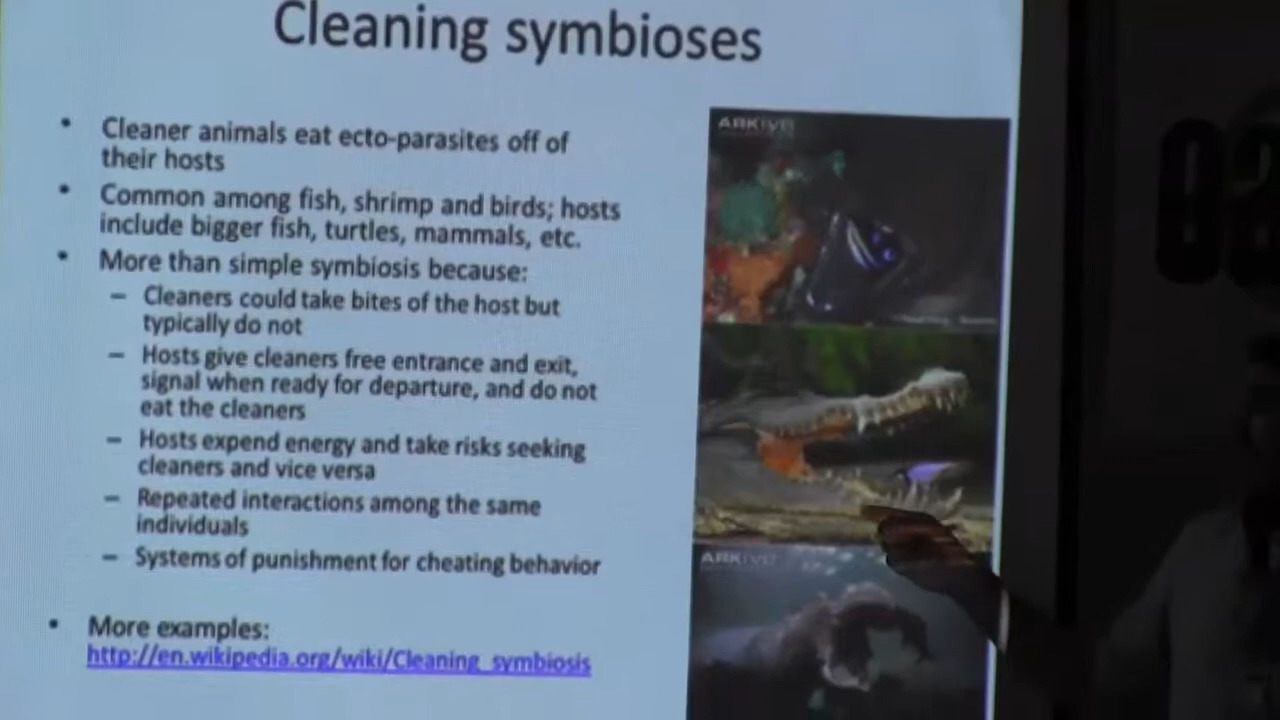 Cleaning symbioses
• Cleaner animals eat ecto-parasites off of
their hosts
• Common among fish, shrimp and birds; hosts
include bigger fish, turtles, mammals, etc.
• More than simple symbiosis because:
– Cleaners could take bites of the host but
typically do not
– Hosts give cleaners free entrance and exit,
signal when ready for departure, and do not
eat the cleaners
– Hosts expend energy and take risks seeking
cleaners and vice versa
– Repeated interactions among the same
individuals
– Systems of punishment for cheating behavior
• More examples:
http://en.wikipedia.org/wiki/Cleaning_symbiosis
ARKIVE
ARKIVE